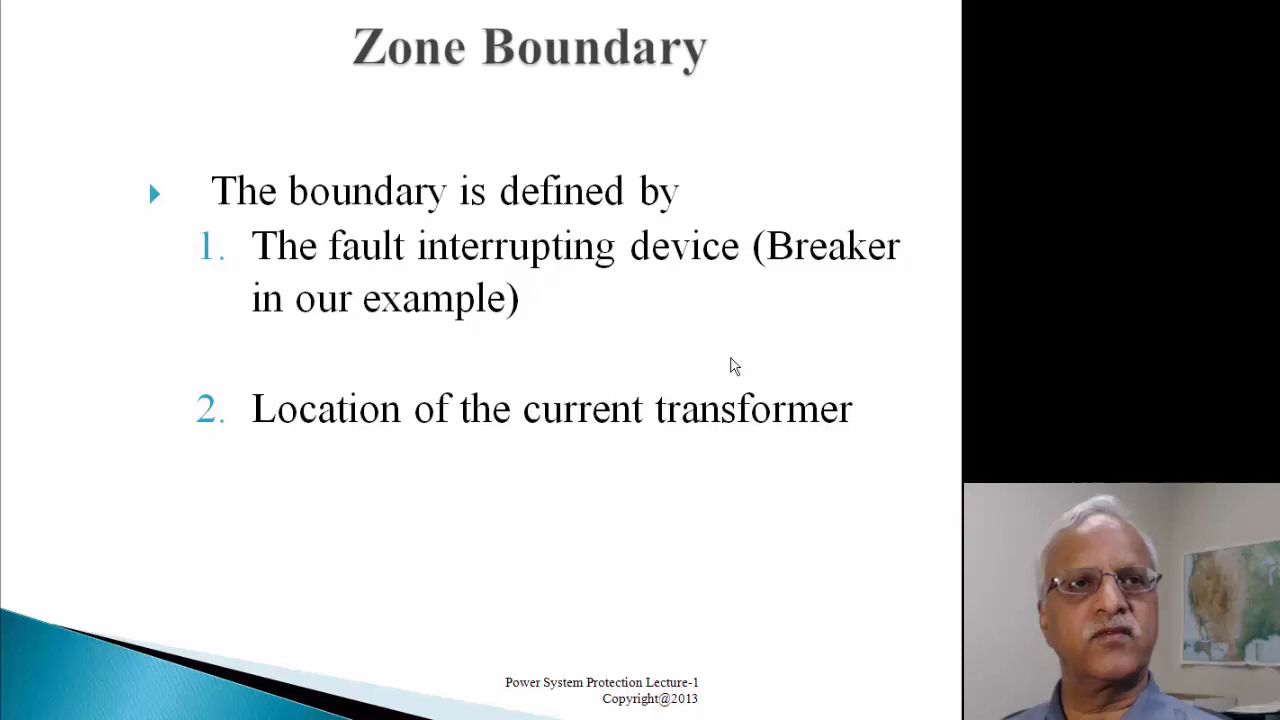 Zone Boundary
The boundary is defined by
1. The fault interrupting device (Breaker
in our example)
2. Location of the current transformer
Power System Protection Lecture-1
Copyright@2013